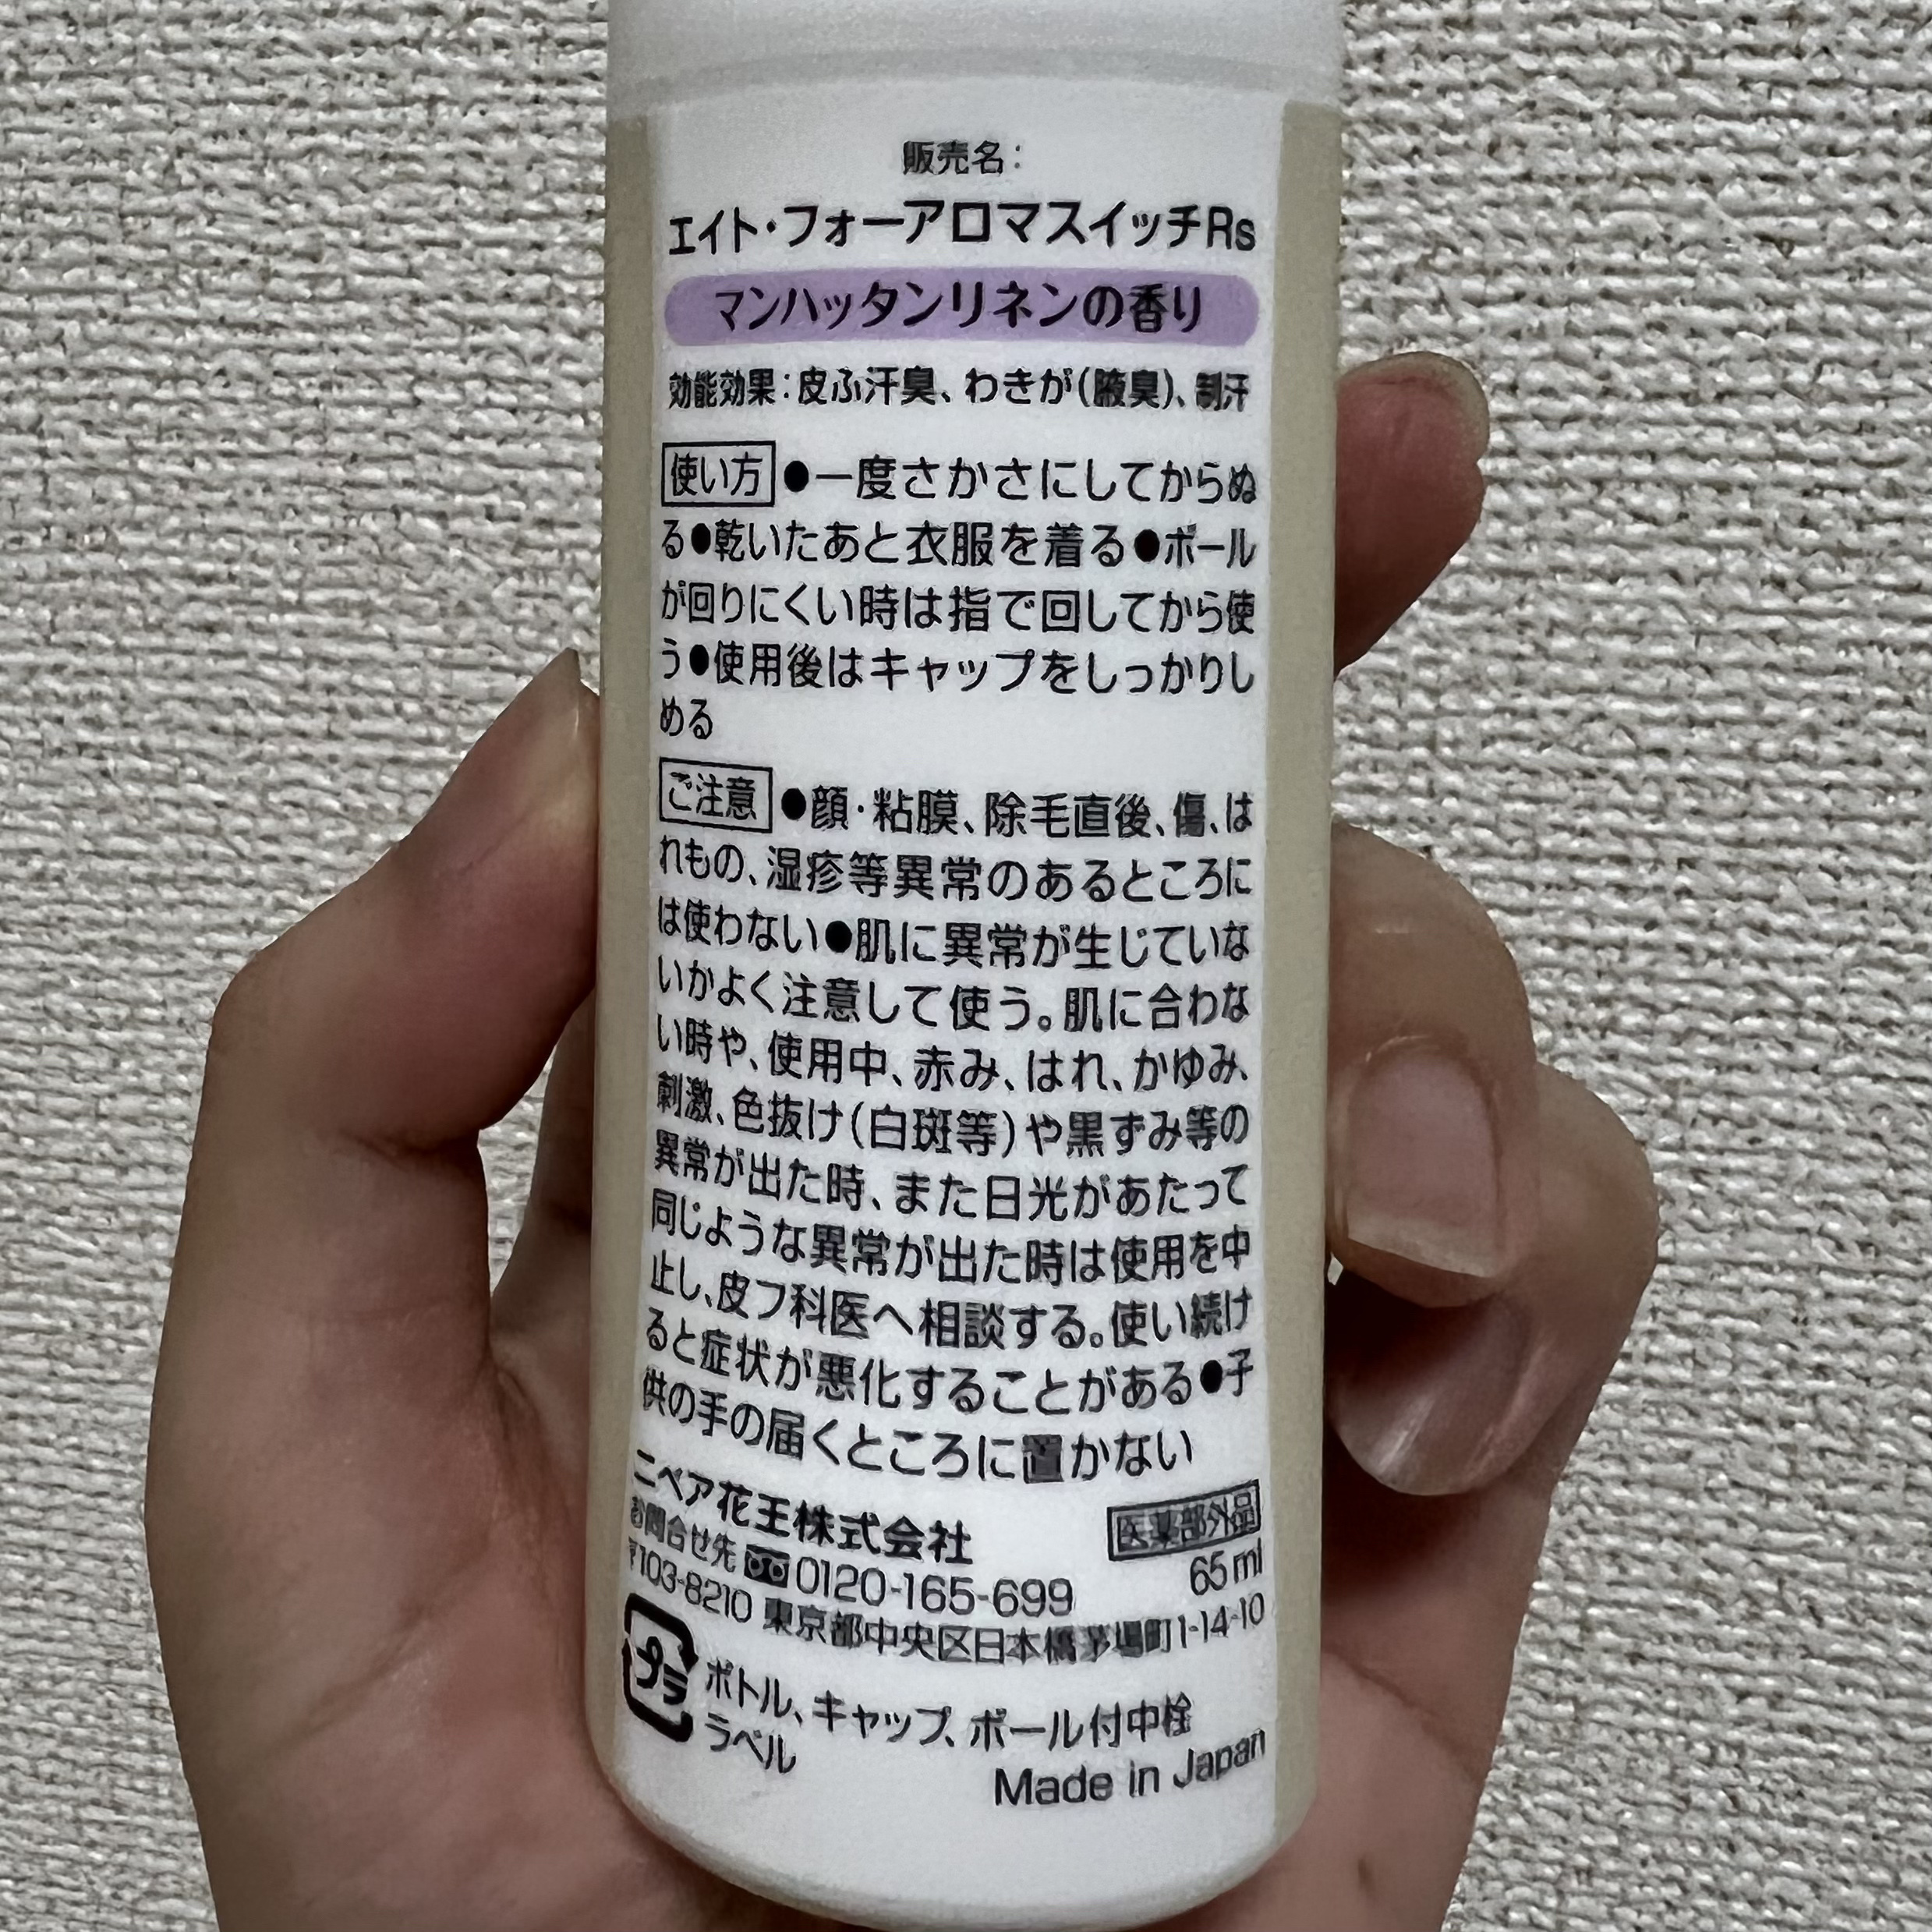 販売名：
エイト・フォーアロマスイッチRs
マンハッタンリネンの香り
効能効果：皮ふ汗臭、わきが（腋臭）、制汗
使い方 ●一度さかさにしてからぬ
る●乾いたあと衣服を着る●ボール
が回りにくい時は指で回してから使
う●使用後はキャップをしっかりし
める
ご注意 ●顔・粘膜、除毛直後、傷、は
れもの、湿疹等異常のあるところに
は使わない●肌に異常が生じていな
いかよく注意して使う。肌に合わな
い時や、使用中、赤み、はれ、かゆみ、
刺激、色抜け（白斑等）や黒ずみ等の
異常が出た時、また日光があたって
同じような異常が出た時は使用を中
止し、皮フ科医へ相談する。使い続け
ると症状が悪化することがある●子
供の手の届くところに置かない
ニベア花王株式会社
医薬部外品
お問合せ先 0120-165-699
65ml
〒103-8210 東京都中央区日本橋茅場町1-14-10
プラ
ボトル、キャップ、ボール付中栓
ラベル
Made in Japan